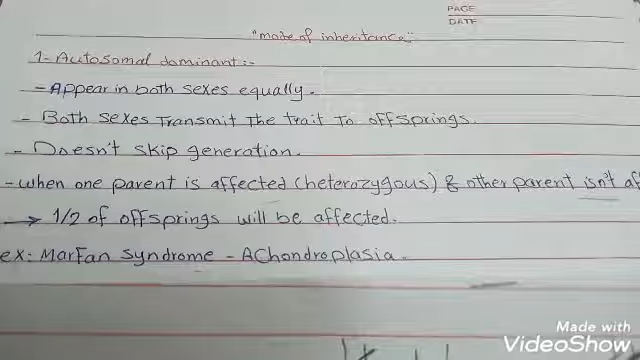 PAGE
DATE
"mode of inheritance"
1- Autosomal dominant:-
- Appear in both sexes equally.
- Both sexes Transmit The trait To offsprings.
- Doesn't skip generation.
- when one parent is affected (heterozygous) & other parent isn't aff
→ 1/2 of offsprings will be affected.
ex: Marfan syndrome - AChondroplasia.
Made with
VideoShow